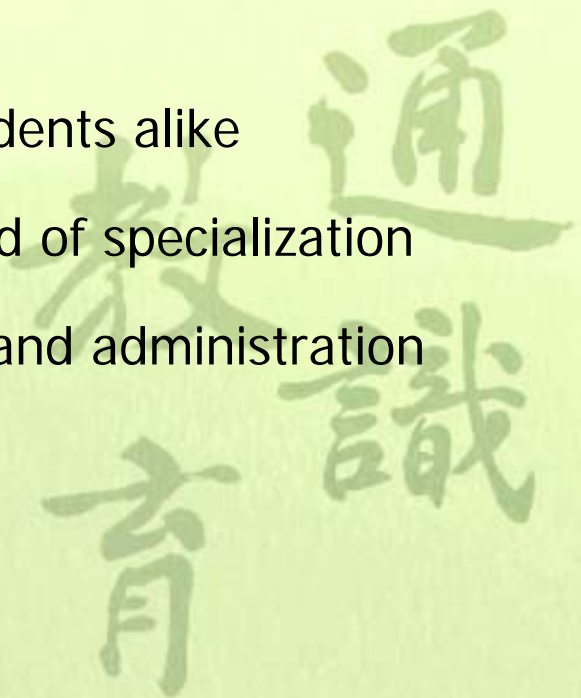 dents alike
d of specialization
and administration
通識
教育